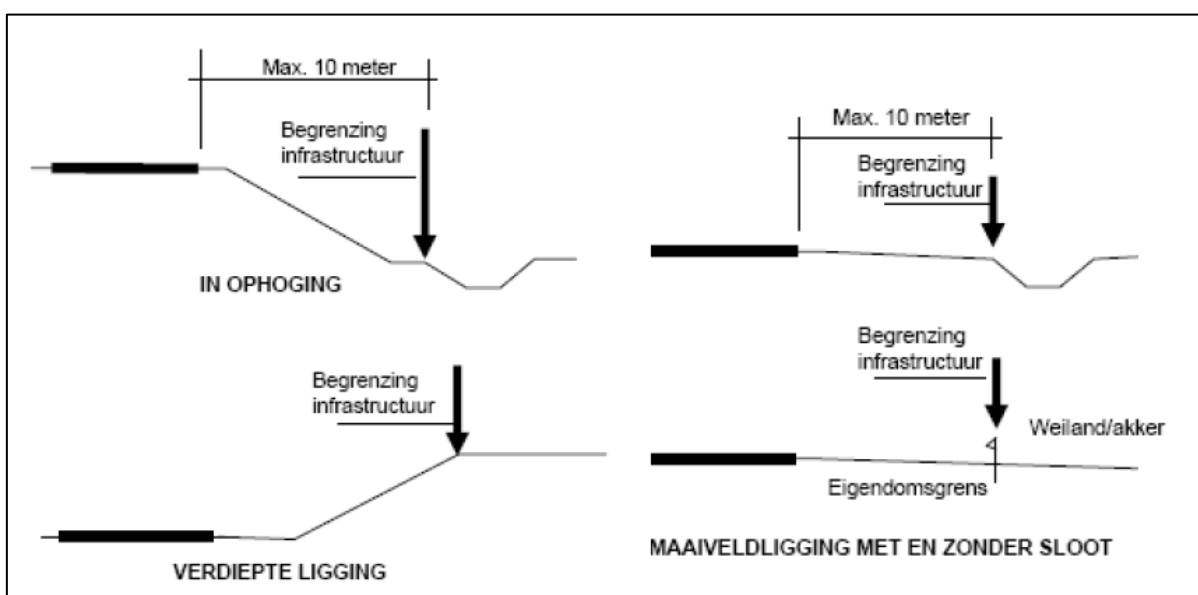 Max. 10 meter
Begrenzing
infrastructuur
IN OPHOGING
Max. 10 meter
Begrenzing
infrastructuur
Begrenzing
infrastructuur
VERDIEPTE LIGGING
Begrenzing
infrastructuur
Weiland/akker
Eigendomsgrens
MAAIVELDLIGGING MET EN ZONDER SLOOT